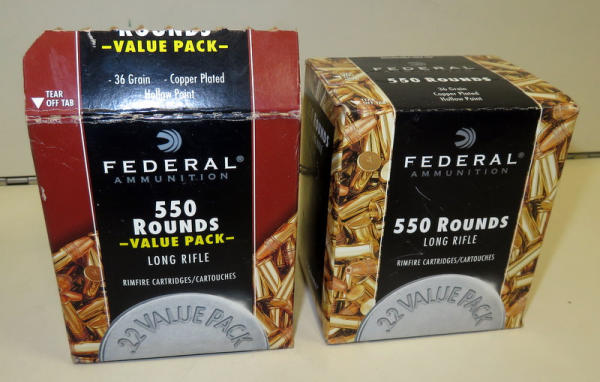 ROUNDS
–VALUE PACK–
- 36 Grain - Copper Plated
Hollow Point
TEAR
OFF TAB
FEDERAL®
AMMUNITION
550
ROUNDS
–VALUE PACK–
LONG RIFLE
RIMFIRE CARTRIDGES/CARTOUCHES
.22 VALUE PACK
550 ROUNDS
36 Grain
Copper Plated
Hollow Point
FEDERAL®
AMMUNITION
550 ROUNDS
LONG RIFLE
RIMFIRE CARTRIDGES/CARTOUCHES
.22 VALUE PACK